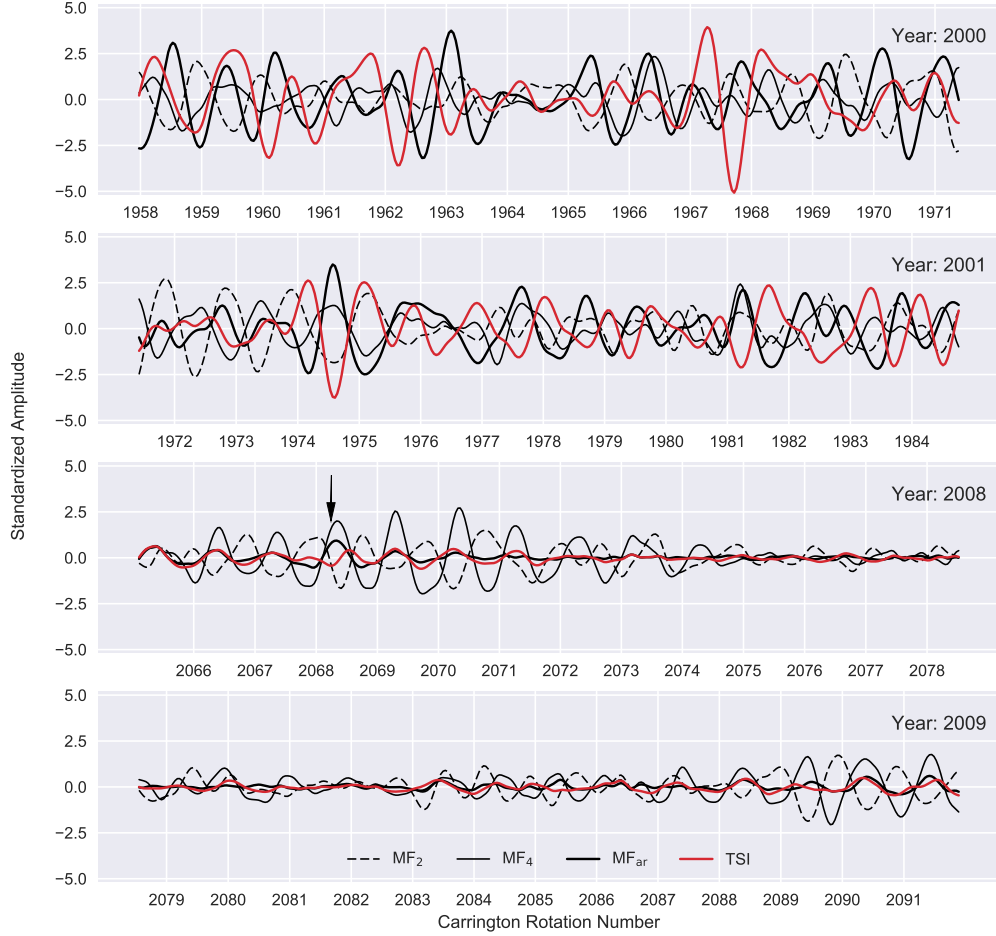 Standardized Amplitude
5.0
2.5
0.0
−2.5
−5.0
Year: 2000
1958 1959 1960 1961 1962 1963 1964 1965 1966 1967 1968 1969 1970 1971
5.0
2.5
0.0
−2.5
−5.0
Year: 2001
1972 1973 1974 1975 1976 1977 1978 1979 1980 1981 1982 1983 1984
5.0
2.5
0.0
−2.5
−5.0
Year: 2008
2066 2067 2068 2069 2070 2071 2072 2073 2074 2075 2076 2077 2078
5.0
2.5
0.0
−2.5
−5.0
Year: 2009
MF₂ MF₄ MFₐᵣ TSI
2079 2080 2081 2082 2083 2084 2085 2086 2087 2088 2089 2090 2091
Carrington Rotation Number